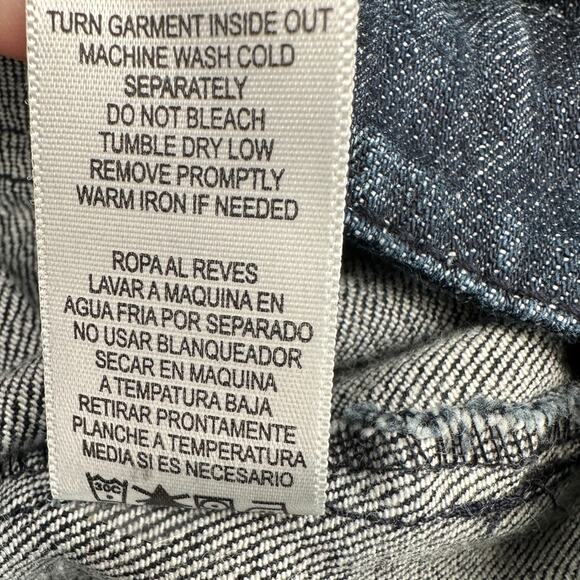 TURN GARMENT INSIDE OUT
MACHINE WASH COLD
SEPARATELY
DO NOT BLEACH
TUMBLE DRY LOW
REMOVE PROMPTLY
WARM IRON IF NEEDED
ROPA AL REVES
LAVAR A MAQUINA EN
AGUA FRIA POR SEPARADO
NO USAR BLANQUEADOR
SECAR EN MAQUINA
A TEMPATURA BAJA
RETIRAR PRONTAMENTE
PLANCHE A TEMPERATURA
MEDIA SI ES NECESARIO